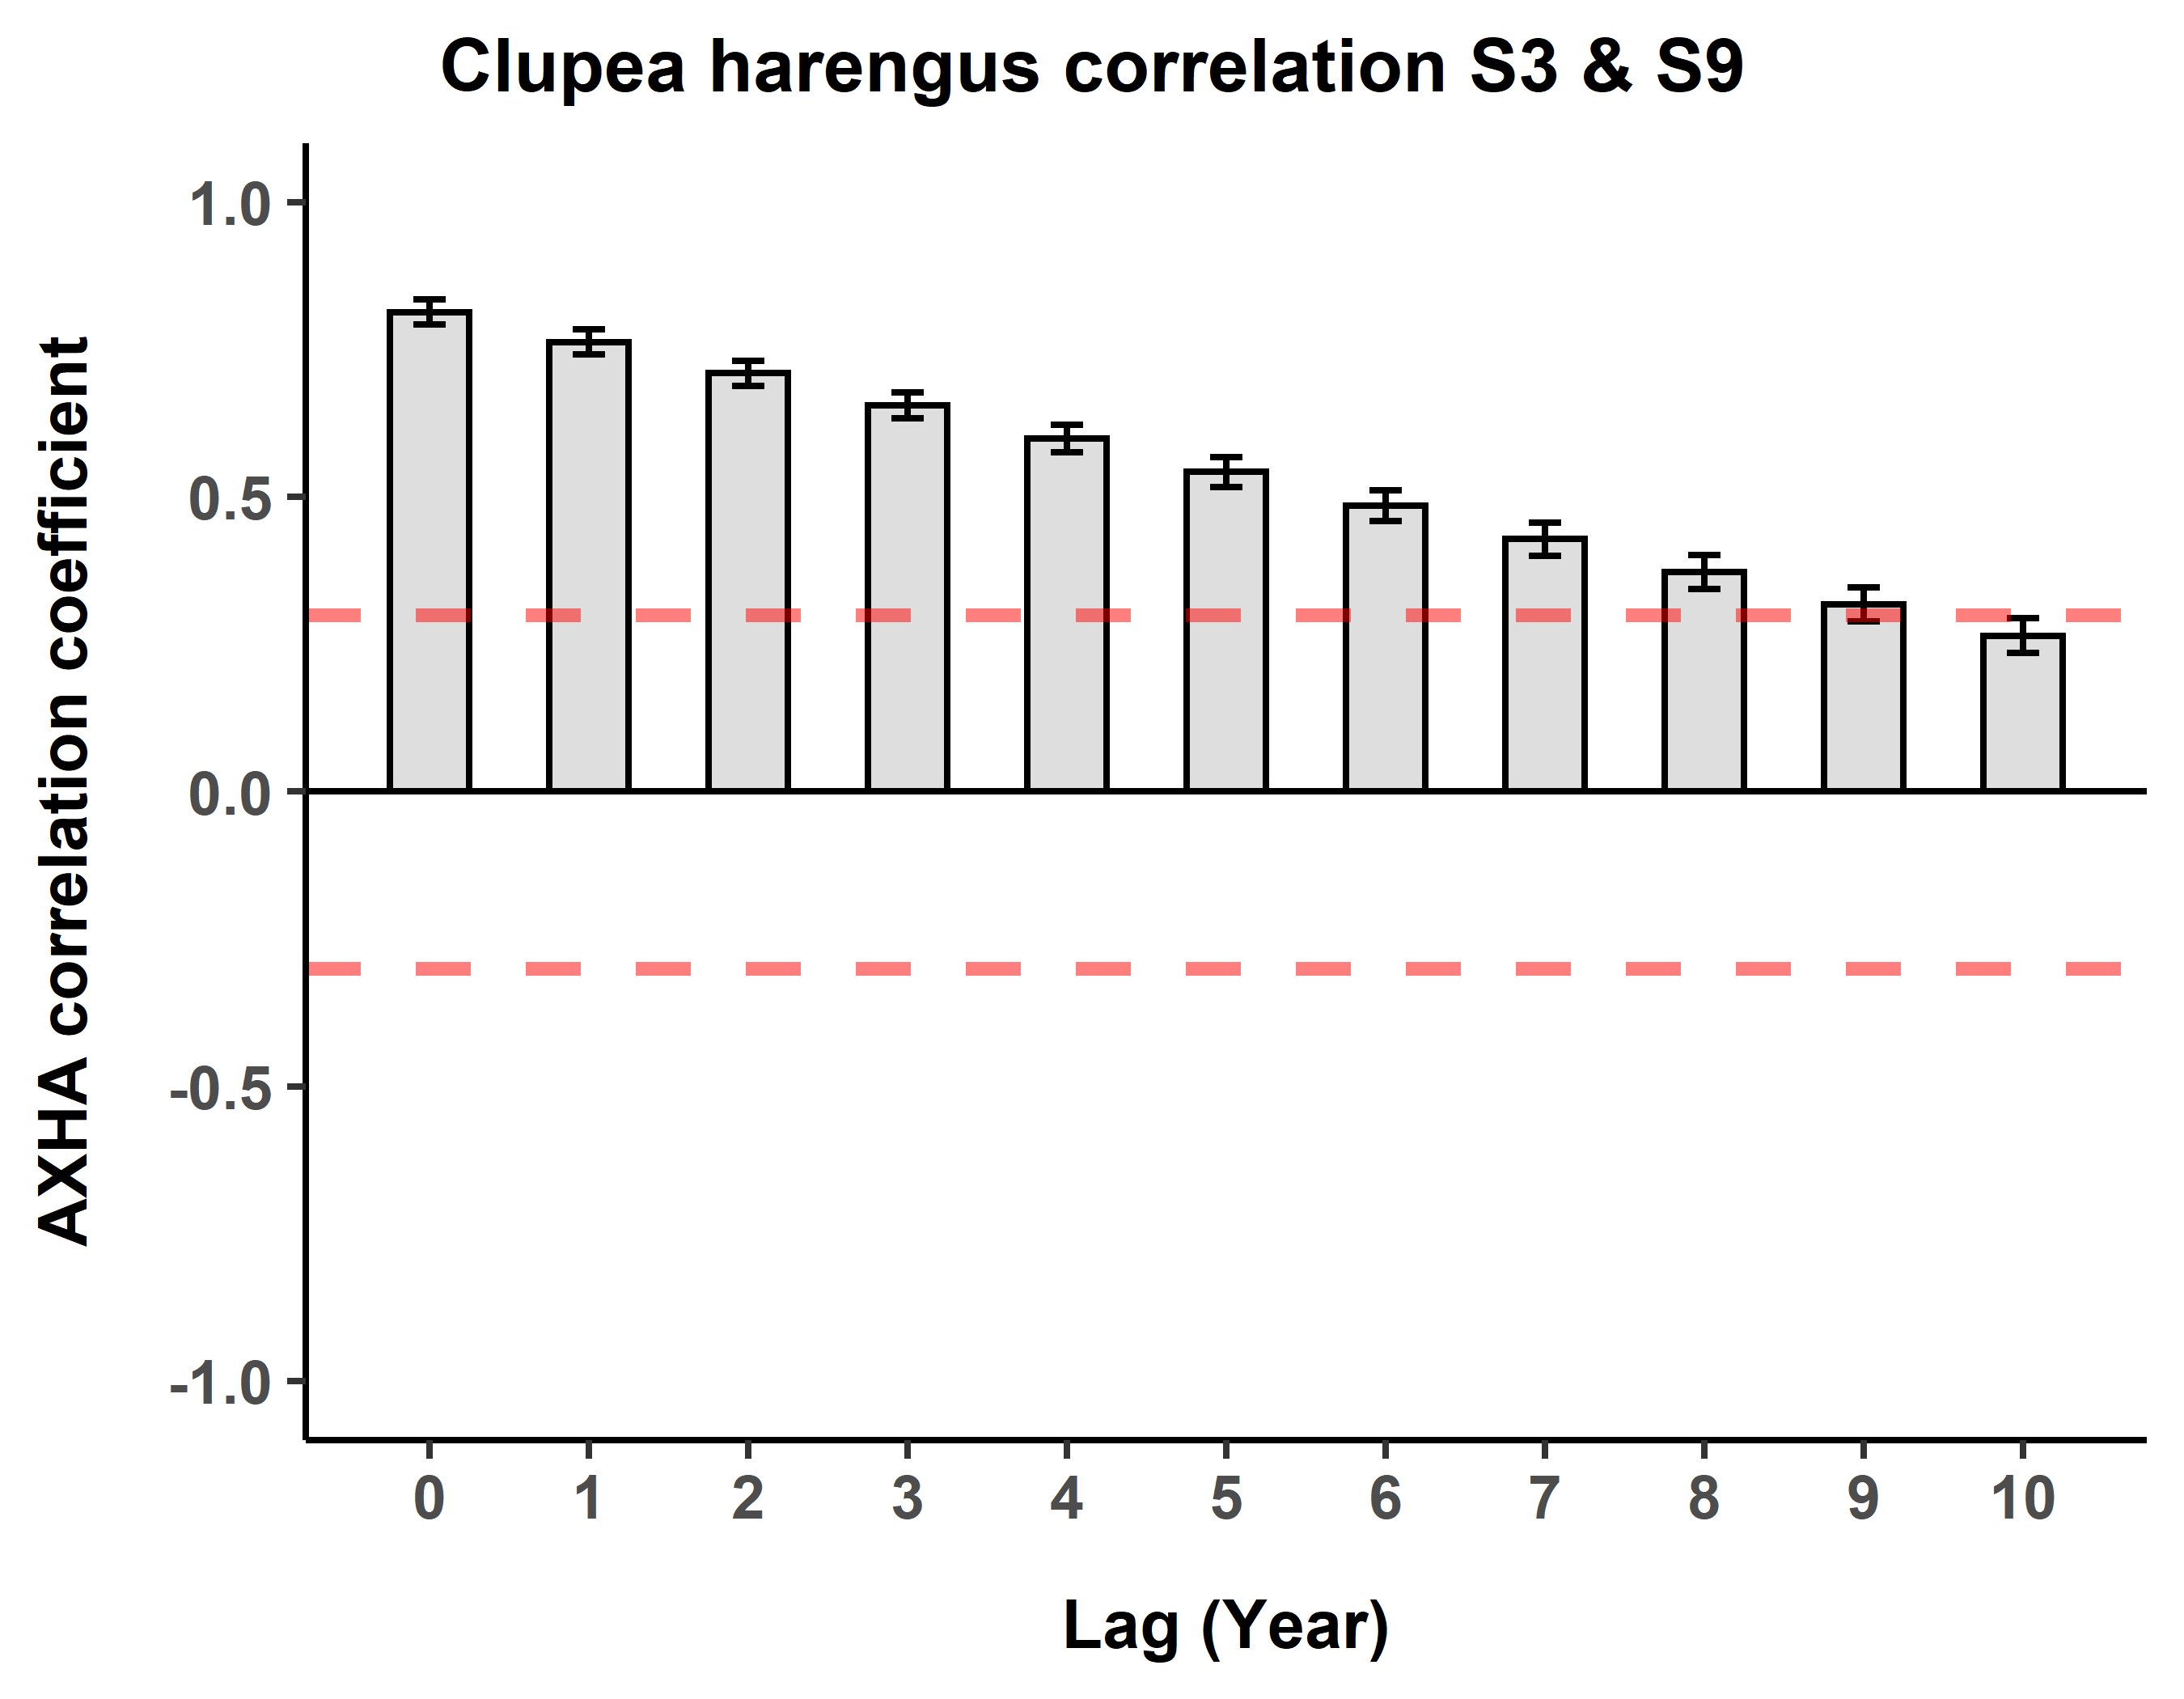 Clupea harengus correlation S3 & S9
AXHA correlation coefficient
1.0
0.5
0.0
-0.5
-1.0
0 1 2 3 4 5 6 7 8 9 10
Lag (Year)